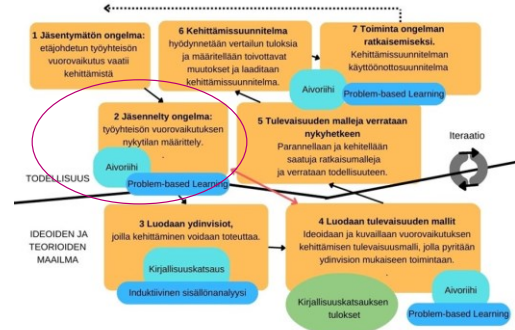 1 Jäsentymätön ongelma:
etäjohdetun työyhteisön
vuorovaikutus vaatii
kehittämistä
6 Kehittämissuunnitelma
hyödynnetään vertailun tuloksia
ja määritellään toivottavat
muutokset ja laaditaan
kehittämissuunnitelma.
7 Toiminta ongelman
ratkaisemiseksi.
Kehittämissuunnitelman
käyttöönottosuunnitelma
Aivoriihi
Problem-based Learning
2 Jäsennelty ongelma:
työyhteisön vuorovaikutuksen
nykytilan määrittely.
.
Aivoriihi
Problem-based Learning
5 Tulevaisuuden malleja verrataan
nykyhetkeen
Parannellaan ja kehitellään
saatuja ratkaisumalleja
ja verrataan todellisuuteen.
Iteraatio
TODELLISUUS
IDEOIDEN JA
TEORIOIDEN
MAAILMA
3 Luodaan ydinvisiot,
joilla kehittäminen voidaan toteuttaa.
Kirjallisuuskatsaus
Induktiivinen sisällönanalyysi
4 Luodaan tulevaisuuden mallit
Ideoidaan ja kuvaillaan vuorovaikutuksen
kehittämisen tulevaisuusmalli, jolla pyritään
ydinvision mukaiseen toimintaan.
Kirjallisuuskatsauksen
tulokset
Aivoriihi
Problem-based Learning